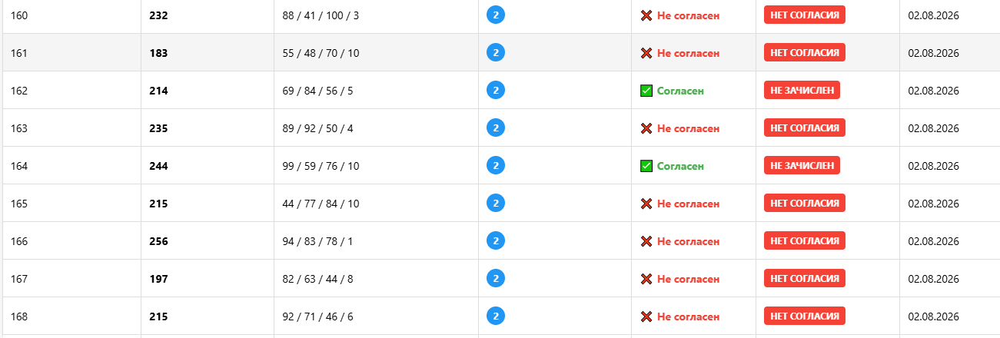 160 232 88 / 41 / 100 / 3 2 Не согласен НЕТ СОГЛАСИЯ 02.08.2026
161 183 55 / 48 / 70 / 10 2 Не согласен НЕТ СОГЛАСИЯ 02.08.2026
162 214 69 / 84 / 56 / 5 2 Согласен НЕ ЗАЧИСЛЕН 02.08.2026
163 235 89 / 92 / 50 / 4 2 Не согласен НЕТ СОГЛАСИЯ 02.08.2026
164 244 99 / 59 / 76 / 10 2 Согласен НЕ ЗАЧИСЛЕН 02.08.2026
165 215 44 / 77 / 84 / 10 2 Не согласен НЕТ СОГЛАСИЯ 02.08.2026
166 256 94 / 83 / 78 / 1 2 Не согласен НЕТ СОГЛАСИЯ 02.08.2026
167 197 82 / 63 / 44 / 8 2 Не согласен НЕТ СОГЛАСИЯ 02.08.2026
168 215 92 / 71 / 46 / 6 2 Не согласен НЕТ СОГЛАСИЯ 02.08.2026